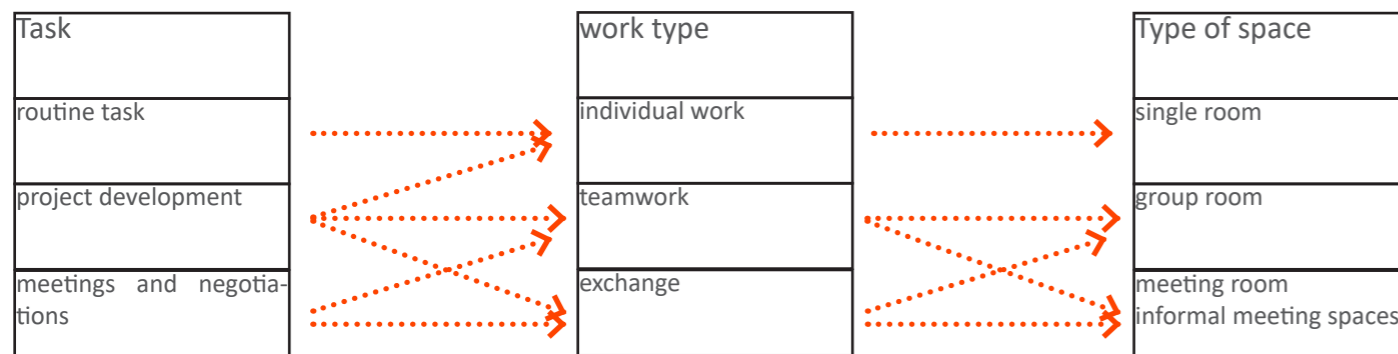 Task
work type
Type of space
routine task
individual work
single room
project development
teamwork
group room
meetings and negotia-
tions
exchange
meeting room
informal meeting spaces